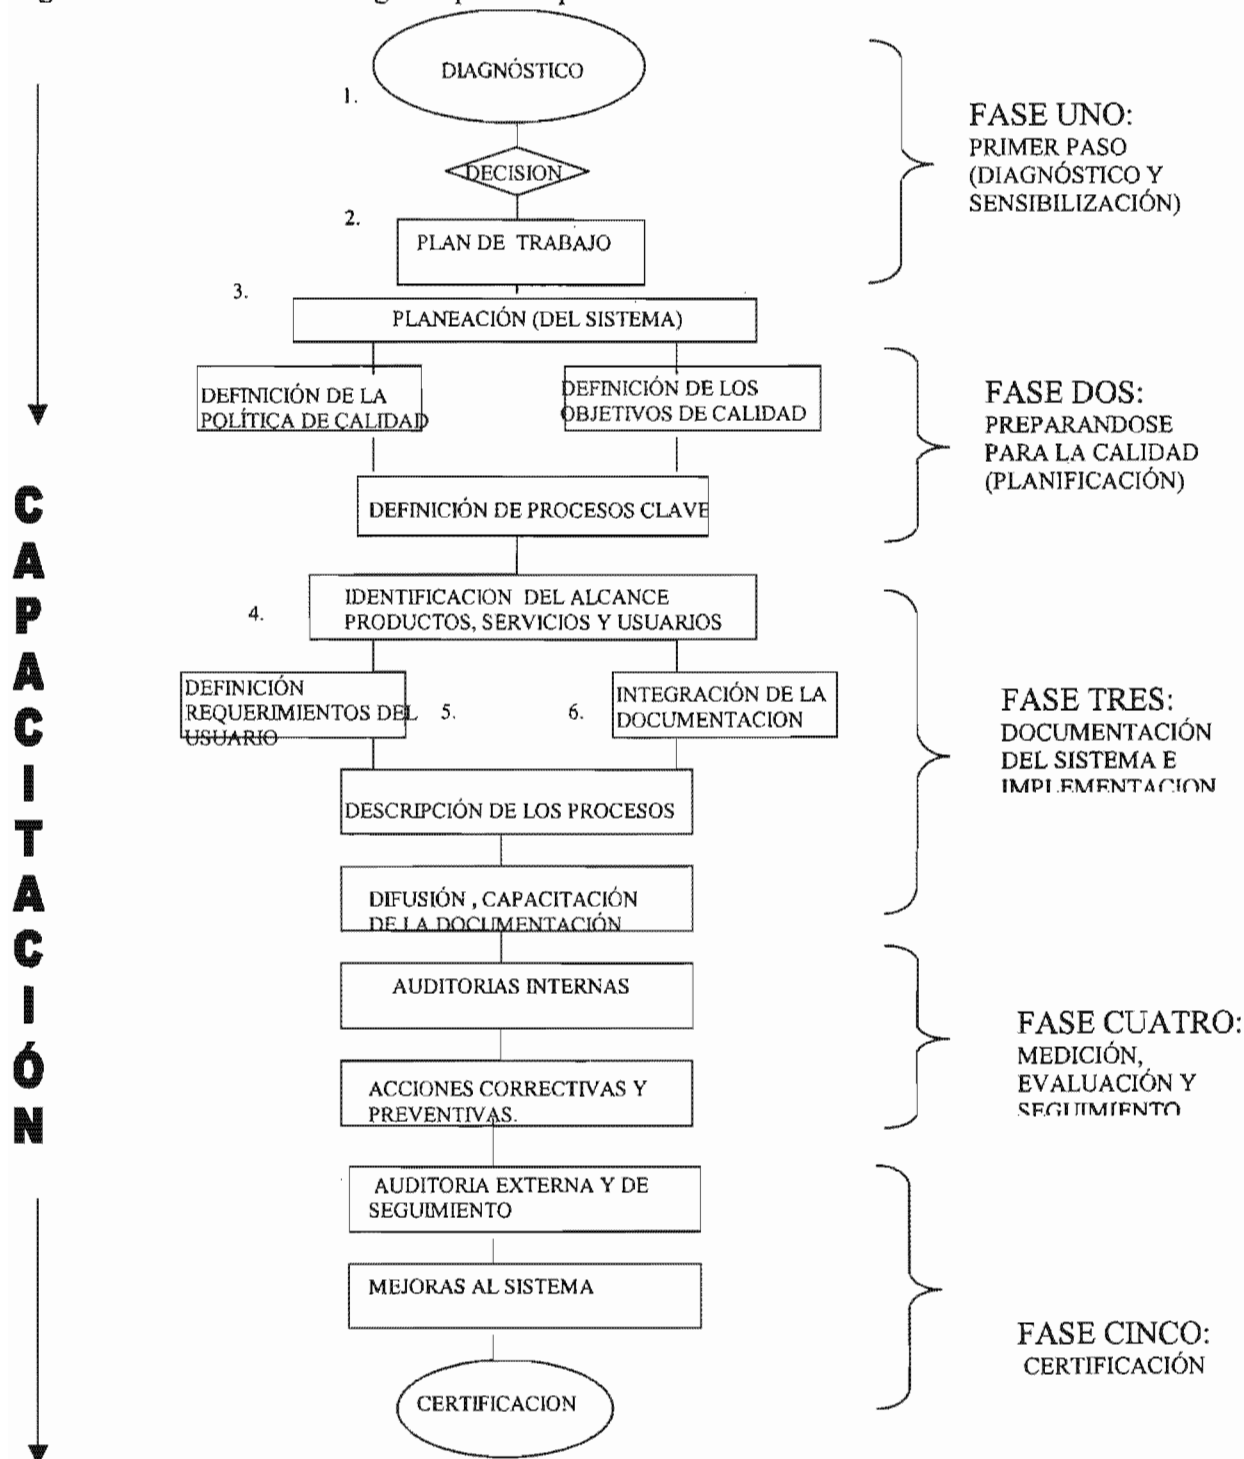 DIAGNÓSTICO
1.
DECISION
2.
PLAN DE TRABAJO
FASE UNO:
PRIMER PASO
(DIAGNÓSTICO Y
SENSIBILIZACIÓN)
3.
PLANEACIÓN (DEL SISTEMA)
DEFINICIÓN DE LA
POLÍTICA DE CALIDAD
DEFINICIÓN DE LOS
OBJETIVOS DE CALIDAD
DEFINICIÓN DE PROCESOS CLAVE
FASE DOS:
PREPARANDOSE
PARA LA CALIDAD
(PLANIFICACIÓN)
4.
IDENTIFICACION DEL ALCANCE
PRODUCTOS, SERVICIOS Y USUARIOS
DEFINICIÓN
REQUERIMIENTOS DEL
USUARIO
5.
6.
INTEGRACIÓN DE LA
DOCUMENTACION
DESCRIPCIÓN DE LOS PROCESOS
DIFUSIÓN , CAPACITACIÓN
DE LA DOCUMENTACIÓN
FASE TRES:
DOCUMENTACIÓN
DEL SISTEMA E
IMPLEMENTACION
AUDITORIAS INTERNAS
ACCIONES CORRECTIVAS Y
PREVENTIVAS.
FASE CUATRO:
MEDICIÓN,
EVALUACIÓN Y
SEGUIMIENTO
AUDITORIA EXTERNA Y DE
SEGUIMIENTO
MEJORAS AL SISTEMA
CERTIFICACION
FASE CINCO:
CERTIFICACIÓN
CAPACITACIÓN